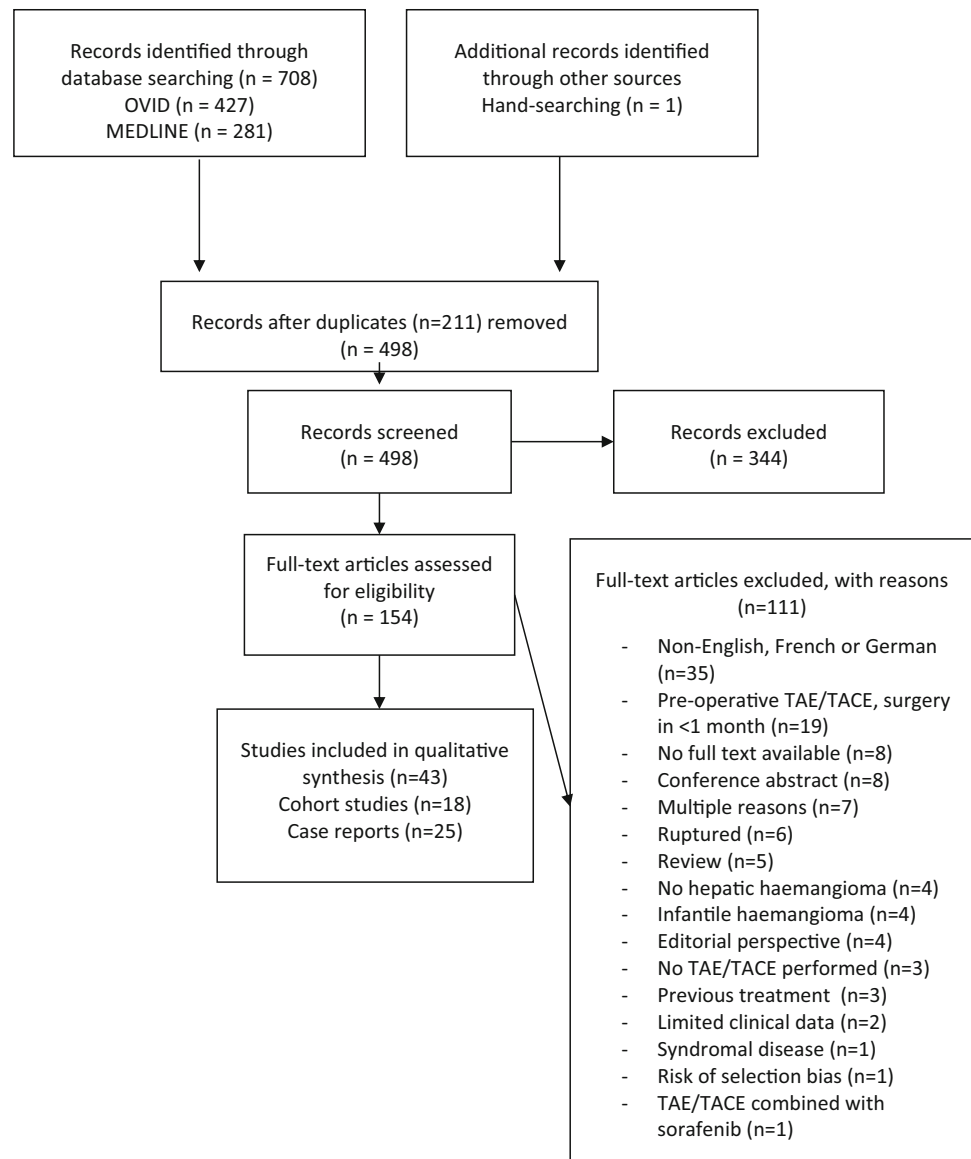 Records identified through
database searching (n = 708)
OVID (n = 427)
MEDLINE (n = 281)
Additional records identified
through other sources
Hand-searching (n = 1)
Records after duplicates (n=211) removed
(n = 498)
Records screened
(n = 498)
Records excluded
(n = 344)
Full-text articles assessed
for eligibility
(n = 154)
Full-text articles excluded, with reasons
(n=111)
- Non-English, French or German
(n=35)
- Pre-operative TAE/TACE, surgery
in <1 month (n=19)
- No full text available (n=8)
- Conference abstract (n=8)
- Multiple reasons (n=7)
- Ruptured (n=6)
- Review (n=5)
- No hepatic haemangioma (n=4)
- Infantile haemangioma (n=4)
- Editorial perspective (n=4)
- No TAE/TACE performed (n=3)
- Previous treatment (n=3)
- Limited clinical data (n=2)
- Syndromal disease (n=1)
- Risk of selection bias (n=1)
- TAE/TACE combined with
sorafenib (n=1)
Studies included in qualitative
synthesis (n=43)
Cohort studies (n=18)
Case reports (n=25)